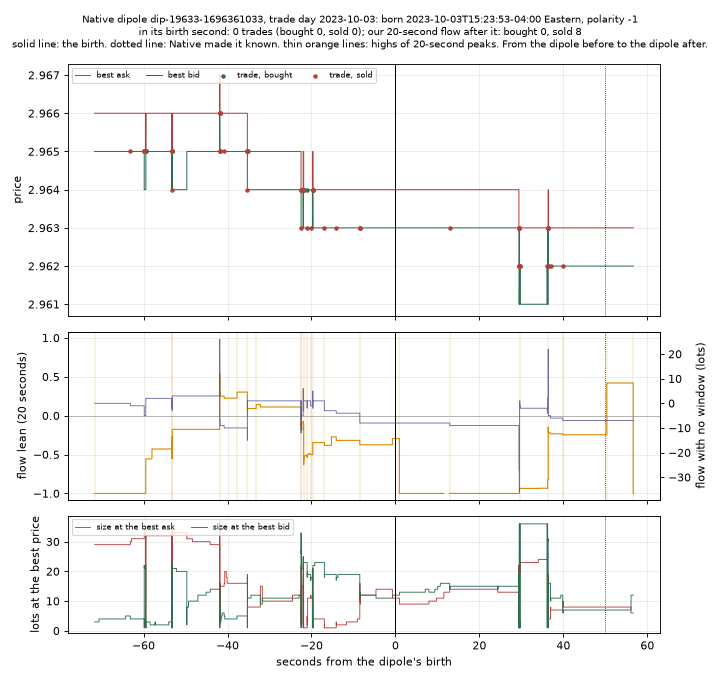 Native dipole dip-19633-1696361033, trade day 2023-10-03: born 2023-10-03T15:23:53-04:00 Eastern, polarity -1
in its birth second: 0 trades (bought 0, sold 0); our 20-second flow after it: bought 0, sold 8
solid line: the birth. dotted line: Native made it known. thin orange lines: highs of 20-second peaks. From the dipole before to the dipole after.
best ask best bid trade, bought trade, sold
2.967
2.966
2.965
2.964
2.963
2.962
2.961
price
1.0
0.5
0.0
−0.5
−1.0
flow lean (20 seconds)
20
10
0
−10
−20
−30
flow with no window (lots)
size at the best ask size at the best bid
30
20
10
0
lots at the best price
−60 −40 −20 0 20 40 60
seconds from the dipole's birth